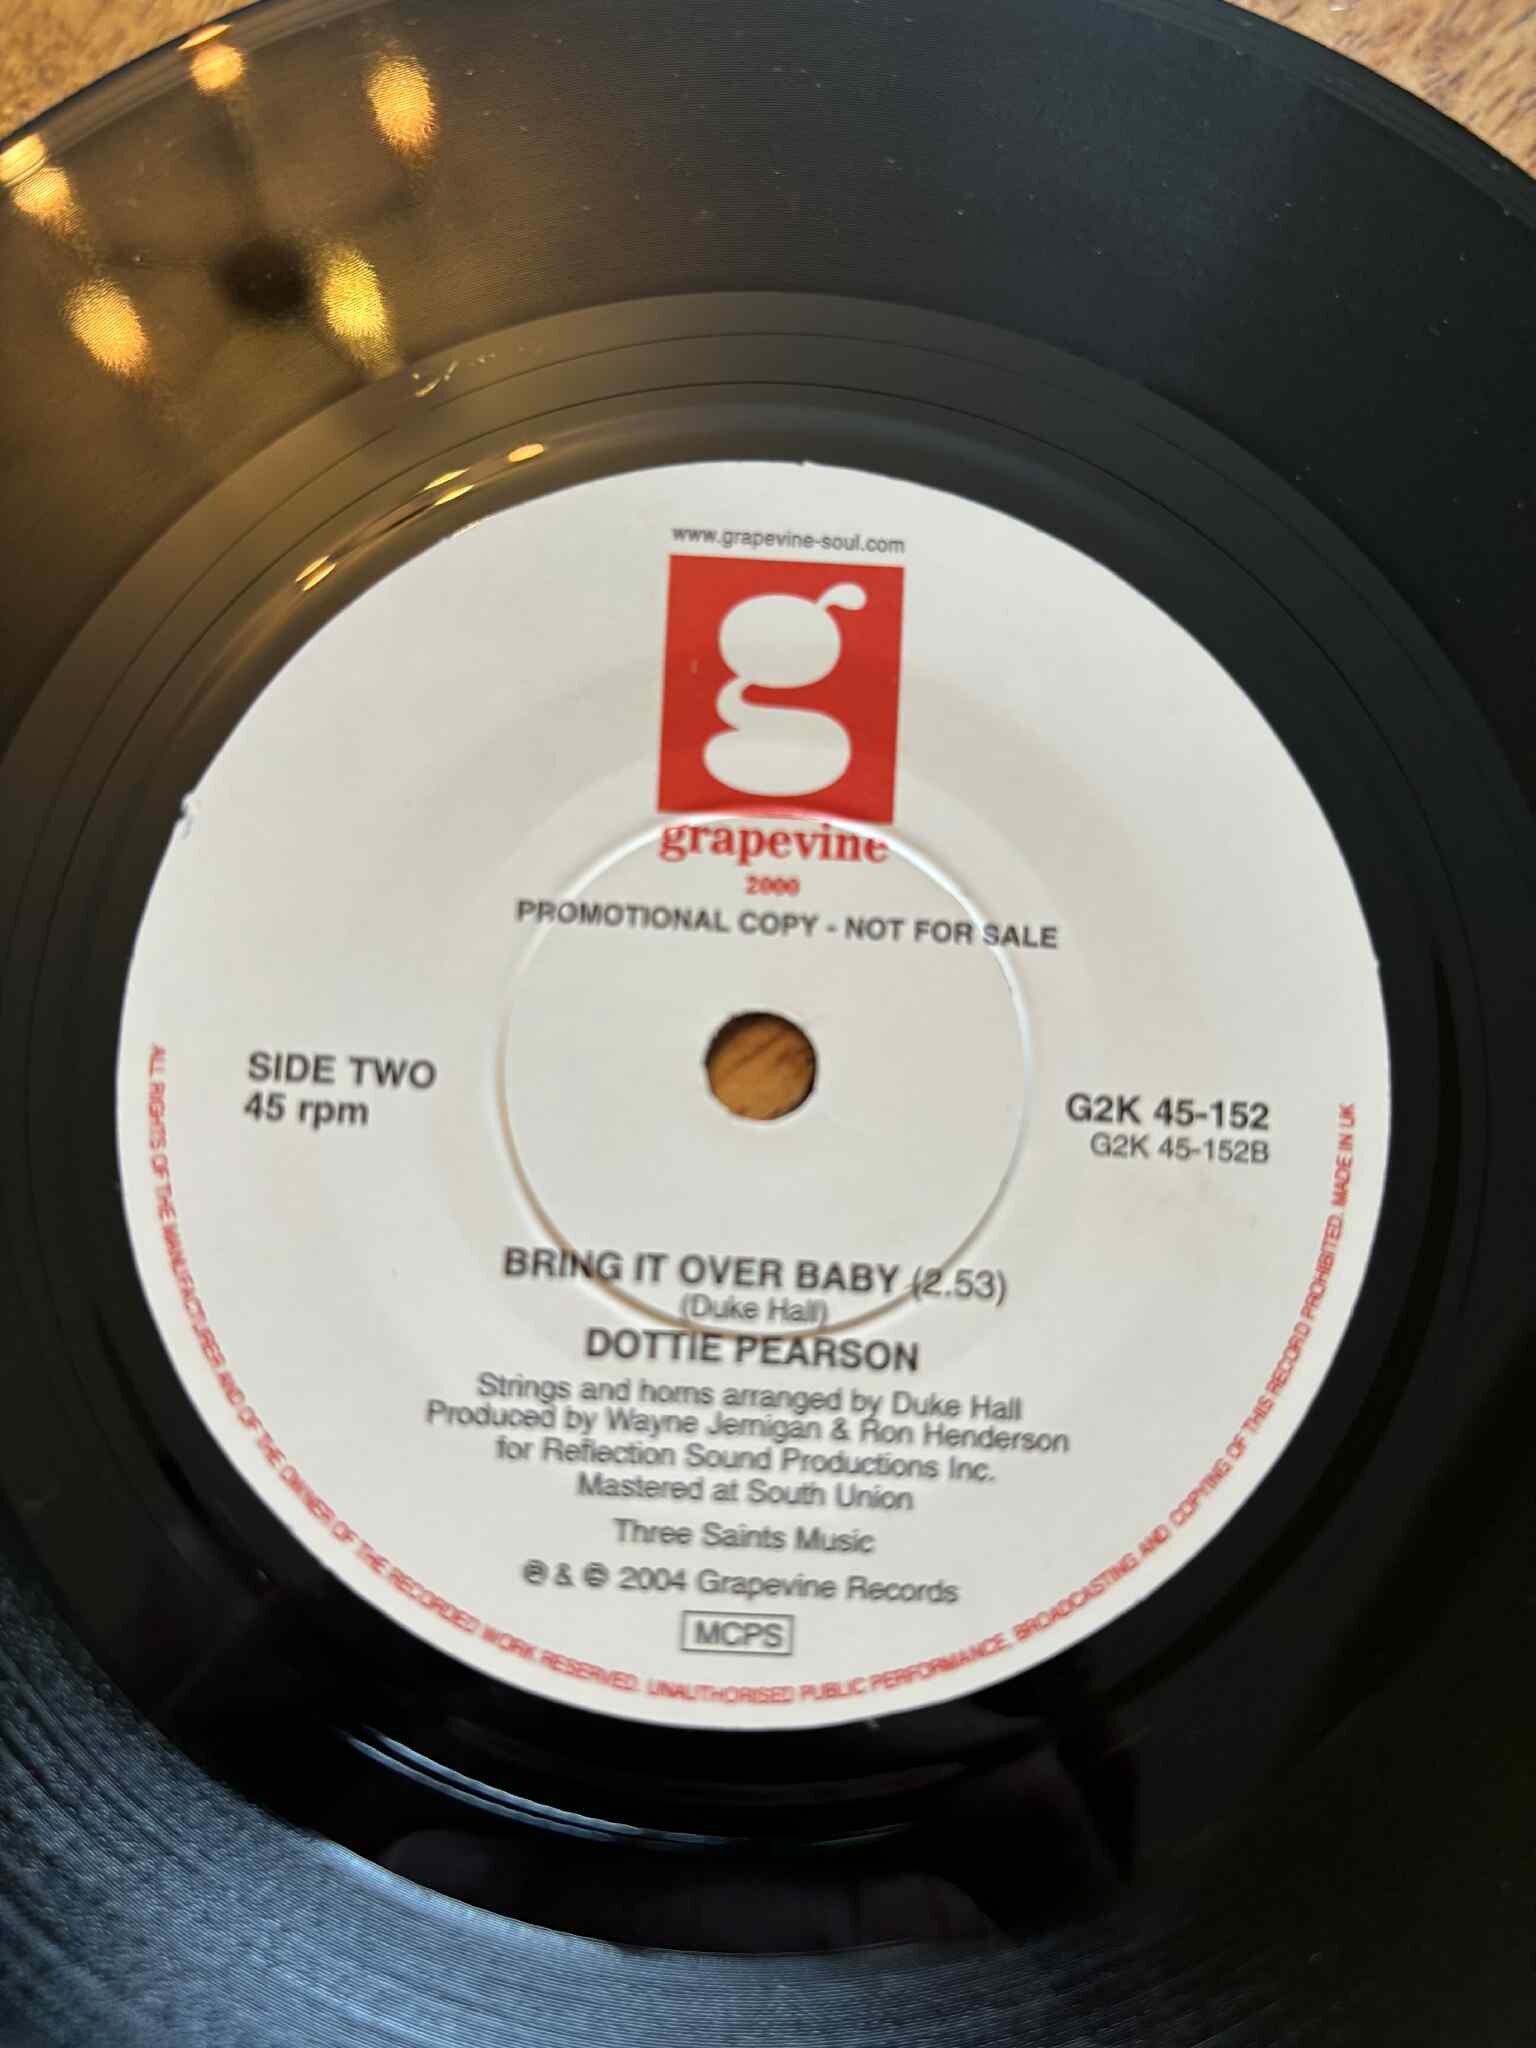 www.grapevine-soul.com
g
grapevine
2000
PROMOTIONAL COPY - NOT FOR SALE
SIDE TWO
45 rpm
G2K 45-152
G2K 45-152B
BRING IT OVER BABY (2.53)
(Duke Hall)
DOTTIE PEARSON
Strings and horns arranged by Duke Hall
Produced by Wayne Jernigan & Ron Henderson
for Reflection Sound Productions Inc.
Mastered at South Union
Three Saints Music
℗ & © 2004 Grapevine Records
MCPS
ALL RIGHTS OF THE MANUFACTURER AND OF THE OWNER OF THE RECORDED WORK RESERVED. UNAUTHORISED PUBLIC PERFORMANCE, BROADCASTING AND COPYING OF THIS RECORD PROHIBITED. MADE IN UK